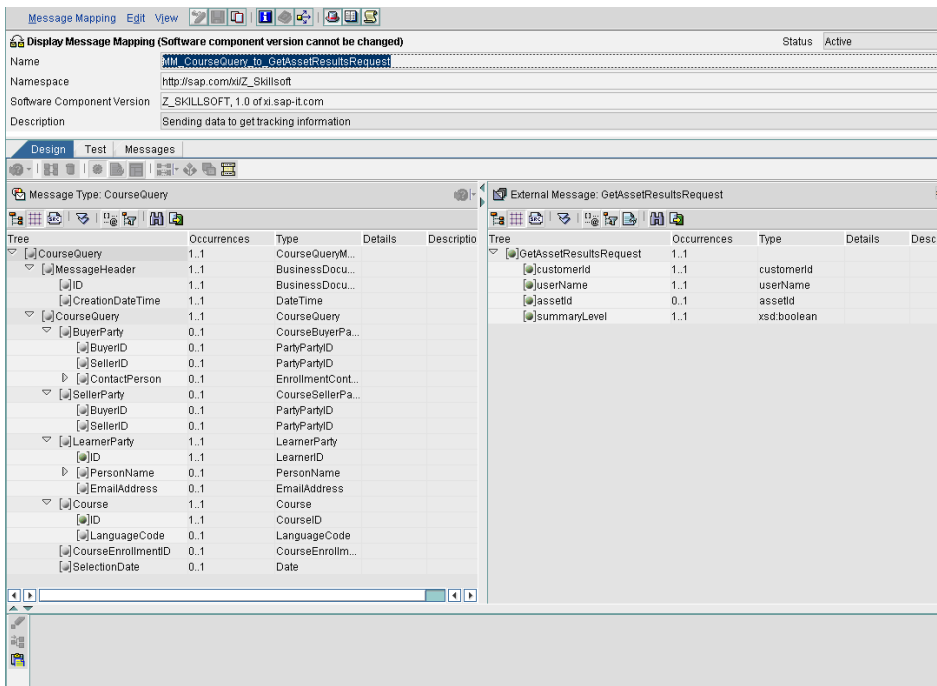 Message Mapping Edit View
Display Message Mapping (Software component version cannot be changed) Status Active
Name MM_CourseQuery_to_GetAssetResultsRequest
Namespace http://sap.com/xi/Z_Skillsoft
Software Component Version Z_SKILLSOFT, 1.0 of xi.sap-it.com
Description Sending data to get tracking information
Design Test Messages
Message Type: CourseQuery External Message: GetAssetResultsRequest
Tree Occurrences Type Details Descriptio Tree Occurrences Type Details Desc
CourseQuery 1..1 CourseQueryM... GetAssetResultsRequest 1..1
MessageHeader 1..1 BusinessDocu... customerId 1..1 customerId
ID 1..1 BusinessDocu... userName 1..1 userName
CreationDateTime 1..1 DateTime assetId 0..1 assetId
CourseQuery 1..1 CourseQuery summaryLevel 1..1 xsd:boolean
BuyerParty 0..1 CourseBuyerPa...
BuyerID 0..1 PartyPartyID
SellerID 0..1 PartyPartyID
ContactPerson 0..1 EnrollmentCont...
SellerParty 0..1 CourseSellerPa...
BuyerID 0..1 PartyPartyID
SellerID 0..1 PartyPartyID
LearnerParty 1..1 LearnerParty
ID 1..1 LearnerID
PersonName 0..1 PersonName
EmailAddress 0..1 EmailAddress
Course 1..1 Course
ID 1..1 CourseID
LanguageCode 0..1 LanguageCode
CourseEnrollmentID 0..1 CourseEnrollm...
SelectionDate 0..1 Date